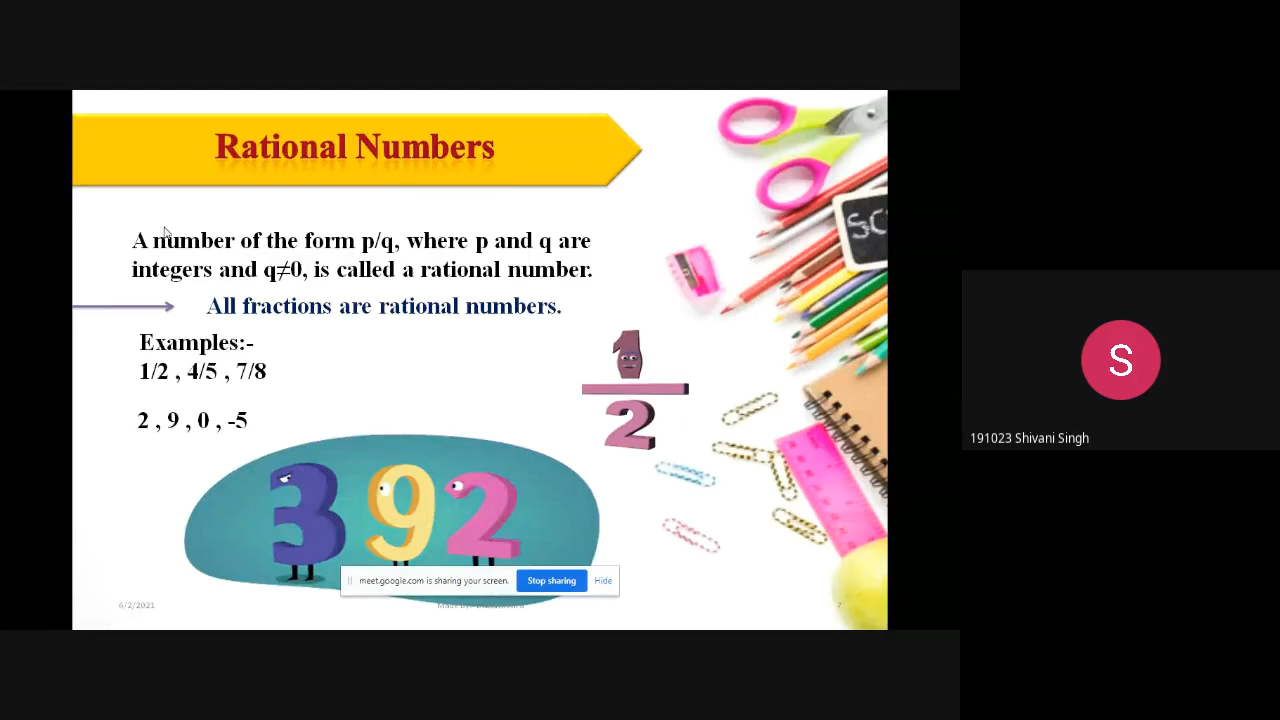 Rational Numbers
A number of the form p/q, where p and q are
integers and q≠0, is called a rational number.
All fractions are rational numbers.
Examples:-
1/2 , 4/5 , 7/8
1
2
2 , 9 , 0 , -5
3 9 2
meet.google.com is sharing your screen.
Stop sharing
Hide
6/2/2021
7
S
191023 Shivani Singh